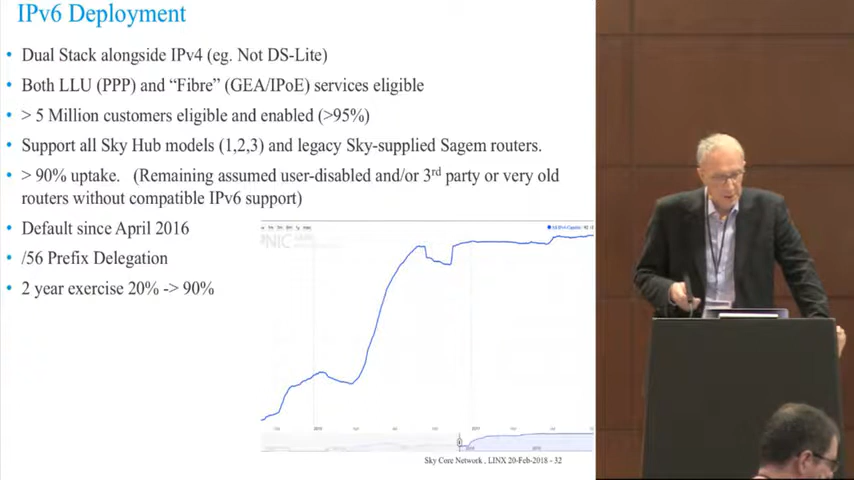 IPv6 Deployment
• Dual Stack alongside IPv4 (eg. Not DS-Lite)
• Both LLU (PPP) and “Fibre” (GEA/IPoE) services eligible
• > 5 Million customers eligible and enabled (>95%)
• Support all Sky Hub models (1,2,3) and legacy Sky-supplied Sagem routers.
• > 90% uptake. (Remaining assumed user-disabled and/or 3rd party or very old
routers without compatible IPv6 support)
• Default since April 2016
• /56 Prefix Delegation
• 2 year exercise 20% -> 90%
NIC
Sky Core Network , LINX 20-Feb-2018 - 32